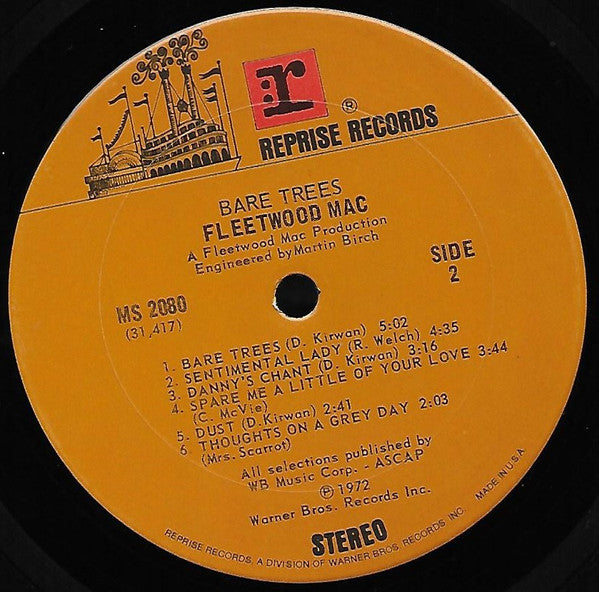 r
®
REPRISE RECORDS
BARE TREES
FLEETWOOD MAC
A Fleetwood Mac Production
Engineered by Martin Birch
SIDE
2
MS 2080
(31,417)
1. BARE TREES (D. Kirwan) 5:02
2. SENTIMENTAL LADY (R. Welch) 4:35
3. DANNY'S CHANT (D. Kirwan) 3:16
4. SPARE ME A LITTLE OF YOUR LOVE 3:44
(C. McVie)
5. DUST (D.Kirwan) 2:41
6 THOUGHTS ON A GREY DAY 2:03
(Mrs. Scarrot)
All selections published by
WB Music Corp. - ASCAP
℗ 1972
Warner Bros. Records Inc.
STEREO
REPRISE RECORDS, A DIVISION OF WARNER BROS. RECORDS INC. MADE IN U.S.A.